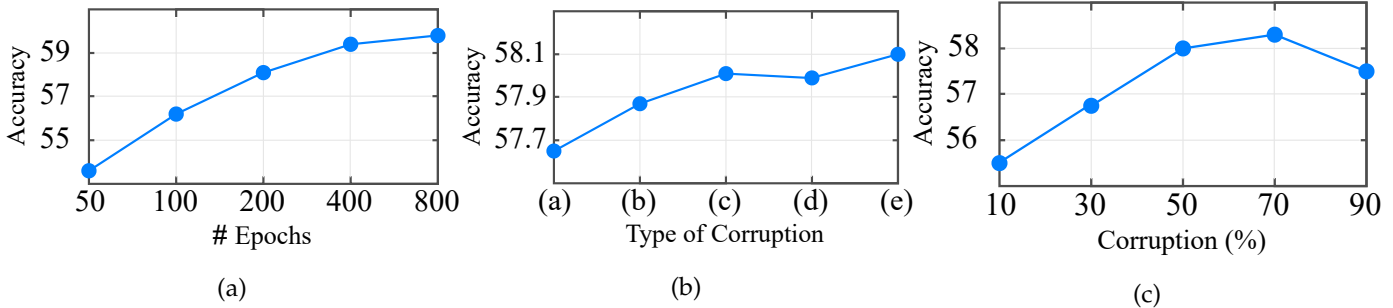 Accuracy
59
57
55
50 100 200 400 800
# Epochs
(a)
Accuracy
58.1
57.9
57.7
(a) (b) (c) (d) (e)
Type of Corruption
(b)
Accuracy
58
57
56
10 30 50 70 90
Corruption (%)
(c)